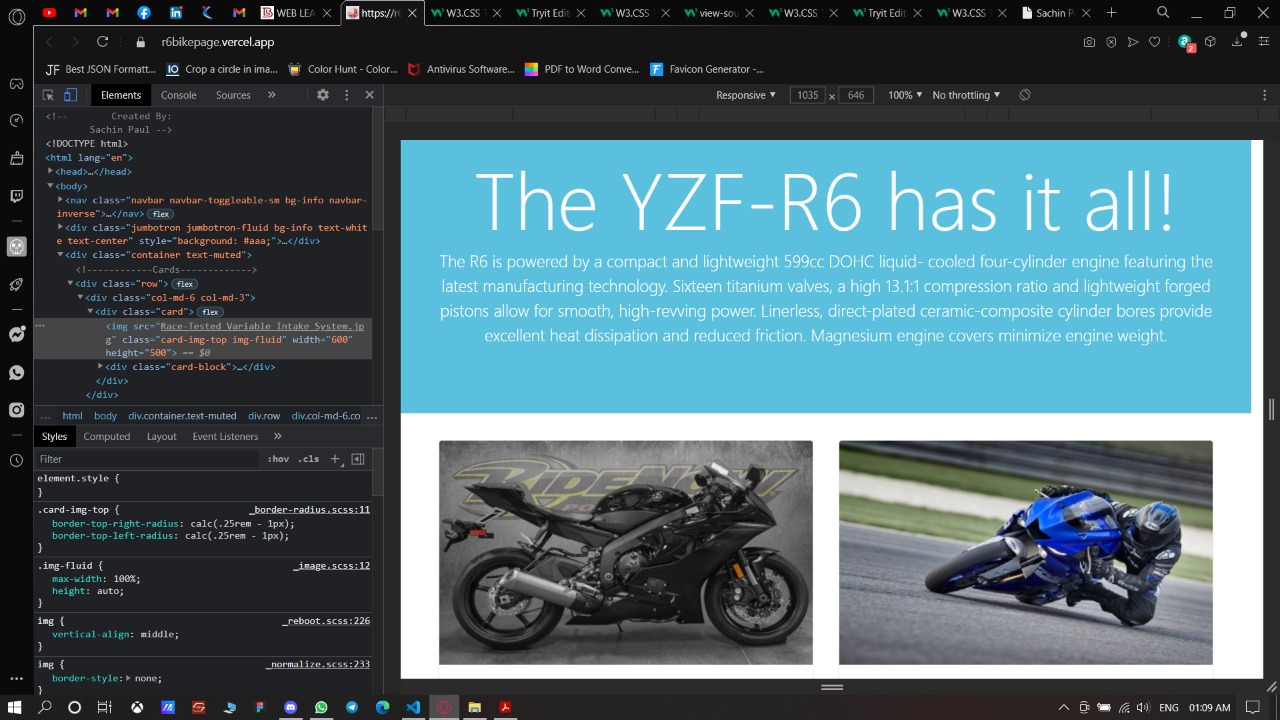 WEB LEA
https://r6
W3.CSS T
Tryit Edit
W3.CSS T
view-sou
W3.CSS T
Tryit Edit
W3.CSS T
Sachin P
r6bikepage.vercel.app
2
JF Best JSON Formatt...
IO Crop a circle in ima...
Color Hunt - Color...
Antivirus Software...
PDF to Word Conve...
F Favicon Generator -...
Elements Console Sources »
Responsive 1035 x 646 100% No throttling
<!-- Created By:
Sachin Paul -->
<!DOCTYPE html>
<html lang="en">
<head>…</head>
<body>
<nav class="navbar navbar-toggleable-sm bg-info navbar-
inverse">…</nav> flex
<div class="jumbotron jumbotron-fluid bg-info text-whit
e text-center" style="background: #aaa;">…</div>
<div class="container text-muted">
<!------------Cards------------->
<div class="row"> flex
<div class="col-md-6 col-md-3">
<div class="card"> flex
<img src="Race-Tested Variable Intake System.jp
g" class="card-img-top img-fluid" width="600"
height="500"> == $0
<div class="card-block">…</div>
</div>
</div>
... html body div.container.text-muted div.row div.col-md-6.co ...
Styles Computed Layout Event Listeners »
Filter :hov .cls +
element.style {
}
.card-img-top { _border-radius.scss:11
border-top-right-radius: calc(.25rem - 1px);
border-top-left-radius: calc(.25rem - 1px);
}
.img-fluid { _image.scss:12
max-width: 100%;
height: auto;
}
img { _reboot.scss:226
vertical-align: middle;
}
img { _normalize.scss:233
border-style: none;
}
The YZF-R6 has it all!
The R6 is powered by a compact and lightweight 599cc DOHC liquid- cooled four-cylinder engine featuring the
latest manufacturing technology. Sixteen titanium valves, a high 13.1:1 compression ratio and lightweight forged
pistons allow for smooth, high-revving power. Linerless, direct-plated ceramic-composite cylinder bores provide
excellent heat dissipation and reduced friction. Magnesium engine covers minimize engine weight.
RIDENOW
PO
ENG 01:09 AM